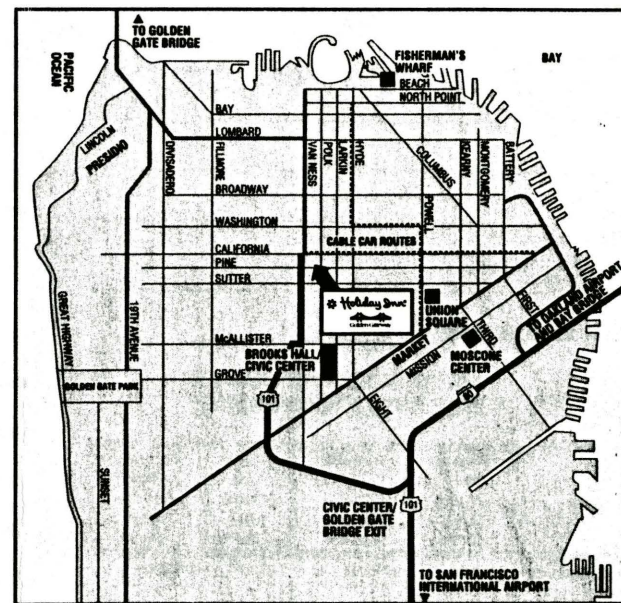 TO GOLDEN
GATE BRIDGE
PACIFIC
OCEAN
FISHERMAN'S
WHARF
BAY
BEACH
NORTH POINT
BAY
LOMBARD
LINCOLN
PRESIDIO
DIVISADERO
FILLMORE
VAN NESS
POLK
LARKIN
HYDE
COLUMBUS
POWELL
KEARNY
MONTGOMERY
BATTERY
BROADWAY
WASHINGTON
CABLE CAR ROUTES
CALIFORNIA
PINE
SUTTER
Holiday Inn
Golden Gateway
UNION
SQUARE
FIRST
TO OAKLAND AIRPORT
AND BAY BRIDGE
GREAT HIGHWAY
19TH AVENUE
McALLISTER
BROOKS HALL/
CIVIC CENTER
MARKET
MISSION
THIRD
MOSCONE
CENTER
GROVE
GOLDEN GATE PARK
101
EIGHT
80
SUNSET
CIVIC CENTER/
GOLDEN GATE
BRIDGE EXIT
101
TO SAN FRANCISCO
INTERNATIONAL AIRPORT